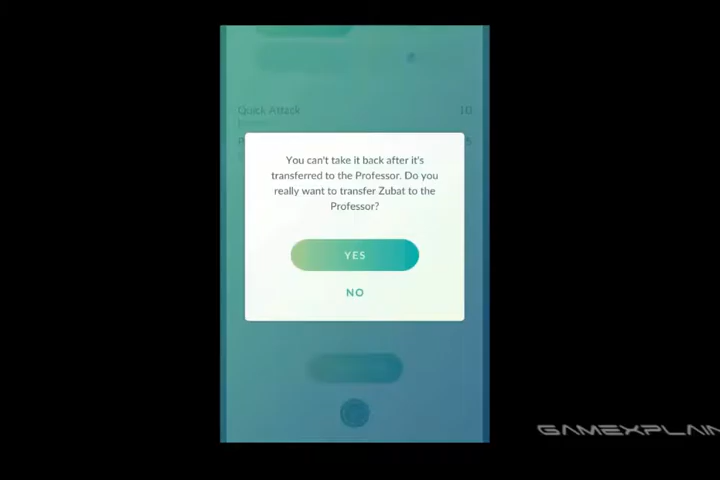 Quick Attack 10
You can't take it back after it's
transferred to the Professor. Do you
really want to transfer Zubat to the
Professor?
YES
NO
GAMEXPLAIN